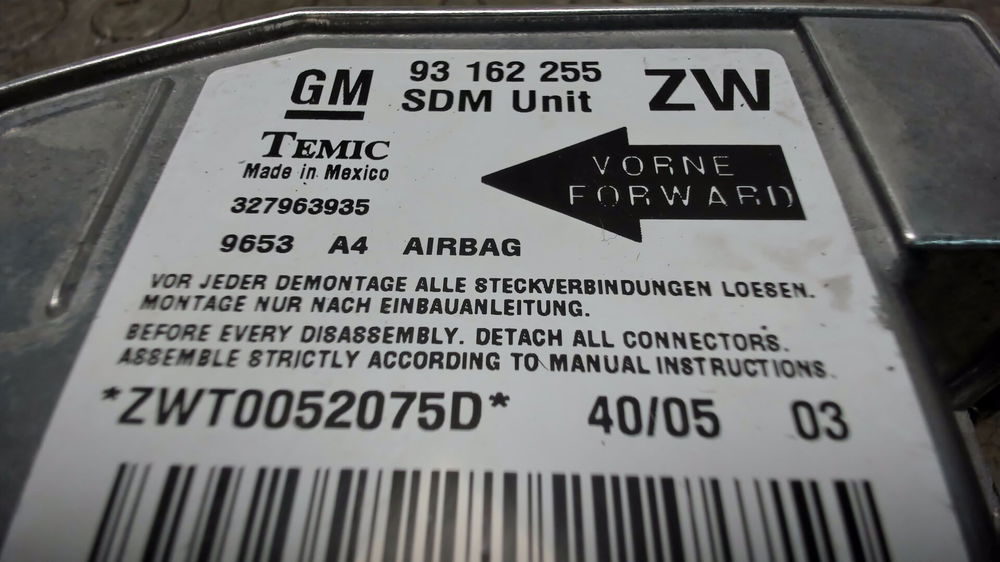 GM 93 162 255 ZW
SDM Unit
TEMIC
Made in Mexico
VORNE
FORWARD
327963935
9653 A4 AIRBAG
VOR JEDER DEMONTAGE ALLE STECKVERBINDUNGEN LOESEN.
MONTAGE NUR NACH EINBAUANLEITUNG.
BEFORE EVERY DISASSEMBLY. DETACH ALL CONNECTORS.
ASSEMBLE STRICTLY ACCORDING TO MANUAL INSTRUCTIONS.
*ZWT0052075D* 40/05 03